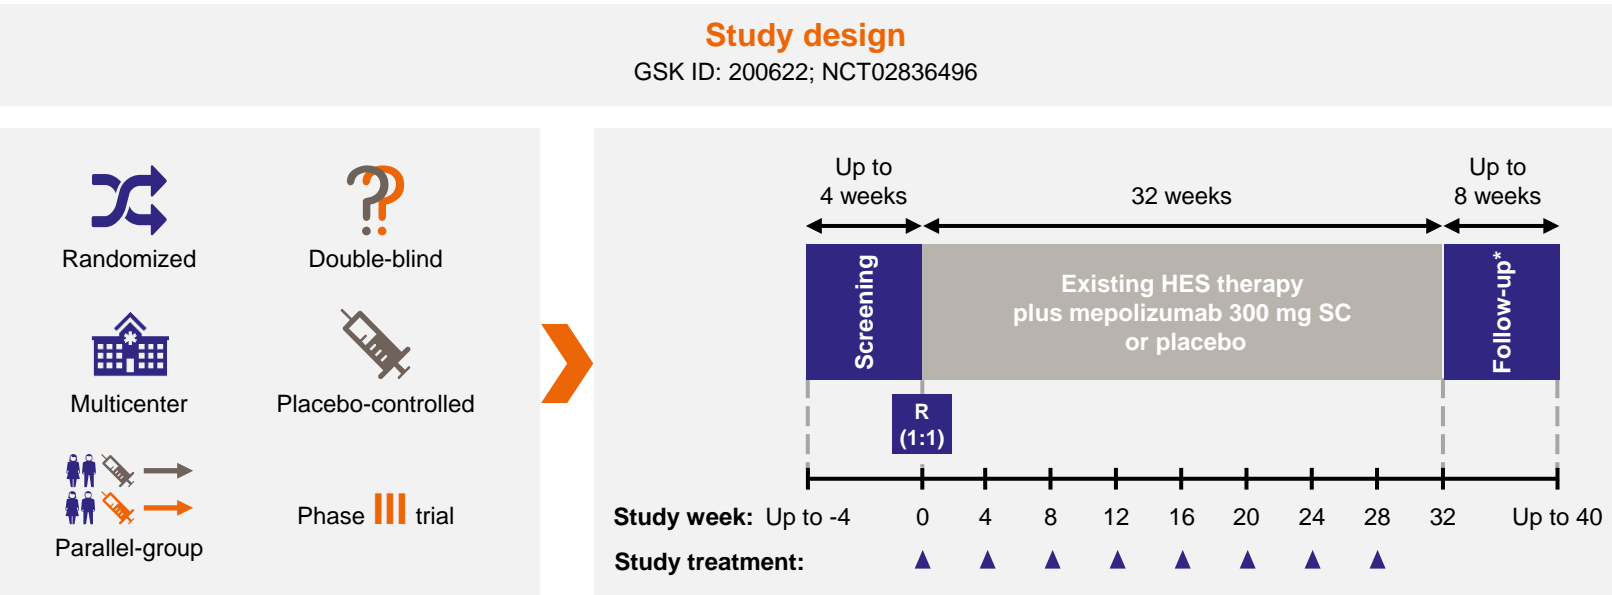 Study design
GSK ID: 200622; NCT02836496
Randomized
Double-blind
Multicenter
Placebo-controlled
Parallel-group
Phase III trial
Up to
4 weeks
32 weeks
Up to
8 weeks
Screening
Existing HES therapy
plus mepolizumab 300 mg SC
or placebo
Follow-up*
R
(1:1)
Study week: Up to -4 0 4 8 12 16 20 24 28 32 Up to 40
Study treatment: